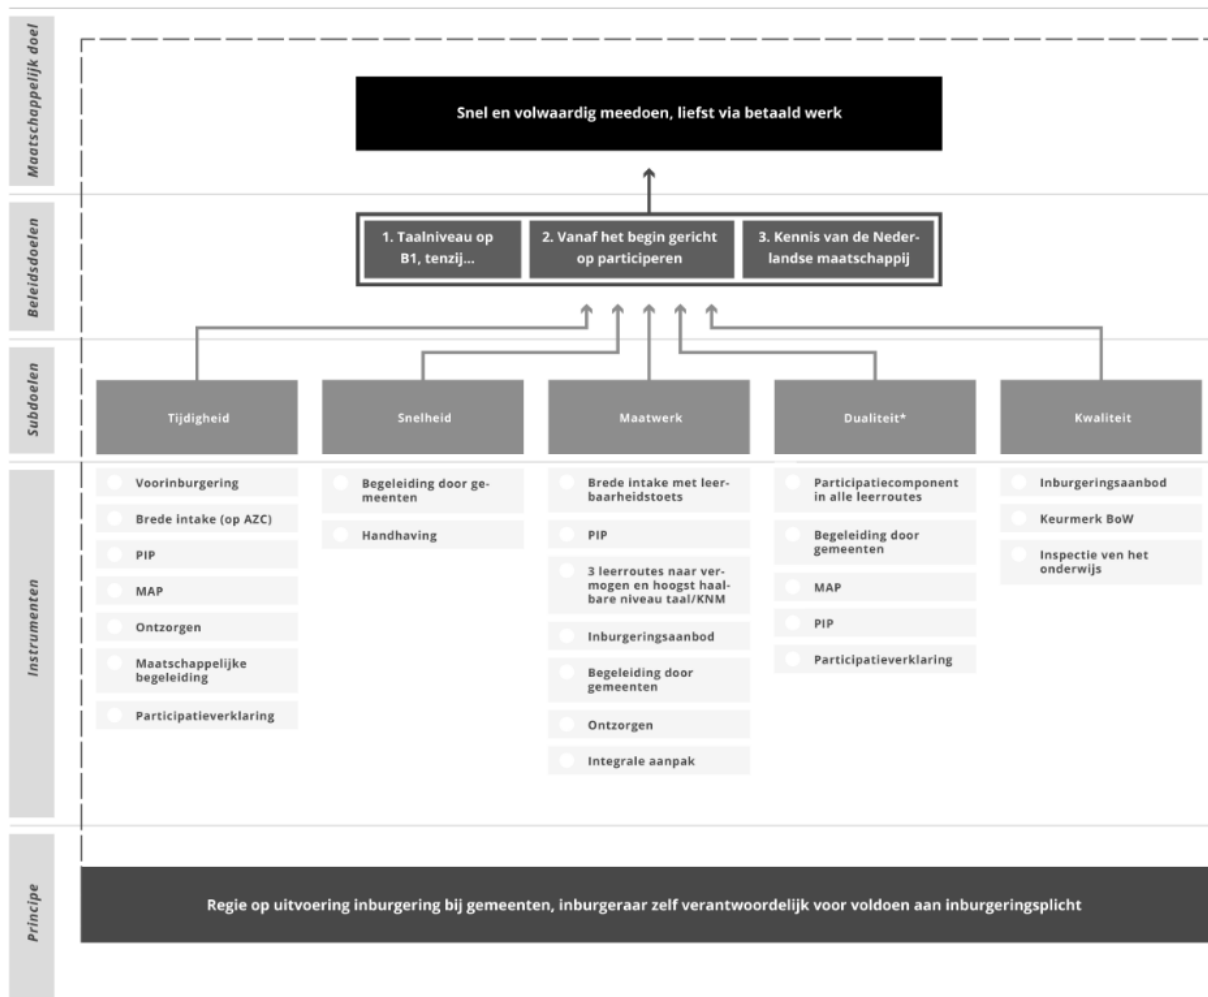 Maatschappelijk doel
Snel en volwaardig meedoen, liefst via betaald werk
Beleidsdoelen
1. Taalniveau op
B1, tenzij...
2. Vanaf het begin gericht
op participeren
3. Kennis van de Neder-
landse maatschappij
Subdoelen
Tijdigheid
Snelheid
Maatwerk
Dualiteit*
Kwaliteit
Instrumenten
Voorinburgering
Brede intake (op AZC)
PIP
MAP
Ontzorgen
Maatschappelijke
begeleiding
Participatieverklaring
Begeleiding door ge-
meenten
Handhaving
Brede intake met leer-
baarheidstoets
PIP
3 leerroutes naar ver-
mogen en hoogst haal-
bare niveau taal/KNM
Inburgeringsaanbod
Begeleiding door
gemeenten
Ontzorgen
Integrale aanpak
Participatiecomponent
in alle leerroutes
Begeleiding door
gemeenten
MAP
PIP
Participatieverklaring
Inburgeringsaanbod
Keurmerk BoW
Inspectie ven het
onderwijs
Principe
Regie op uitvoering inburgering bij gemeenten, inburgeraar zelf verantwoordelijk voor voldoen aan inburgeringsplicht